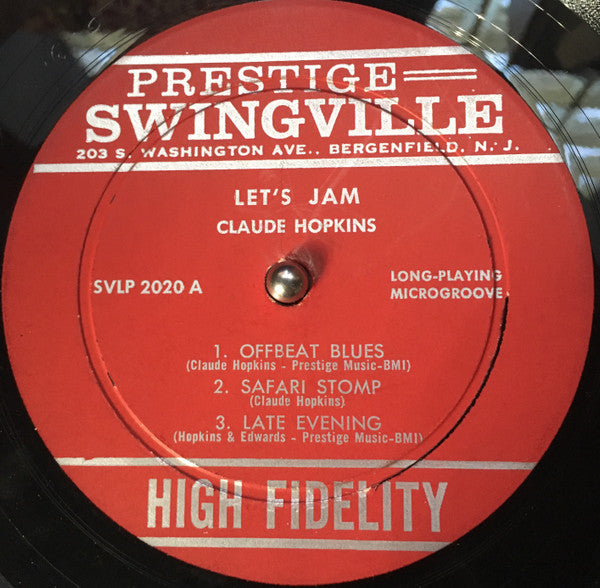 PRESTIGE
SWINGVILLE
203 S. WASHINGTON AVE., BERGENFIELD, N. J.
LET'S JAM
CLAUDE HOPKINS
SVLP 2020 A
LONG-PLAYING
MICROGROOVE
1. OFFBEAT BLUES
(Claude Hopkins - Prestige Music-BMI)
2. SAFARI STOMP
(Claude Hopkins)
3. LATE EVENING
(Hopkins & Edwards - Prestige Music-BMI)
HIGH FIDELITY